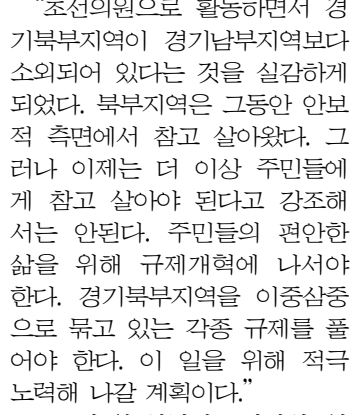 “초선의원으로 활동하면서 경
기북부지역이 경기남부지역보다
소외되어 있다는 것을 실감하게
되었다. 북부지역은 그동안 안보
적 측면에서 참고 살아왔다. 그
러나 이제는 더 이상 주민들에
게 참고 살아야 된다고 강조해
서는 안된다. 주민들의 편안한
삶을 위해 규제개혁에 나서야
한다. 경기북부지역을 이중삼중
으로 묶고 있는 각종 규제를 풀
어야 한다. 이 일을 위해 적극
노력해 나갈 계획이다.”